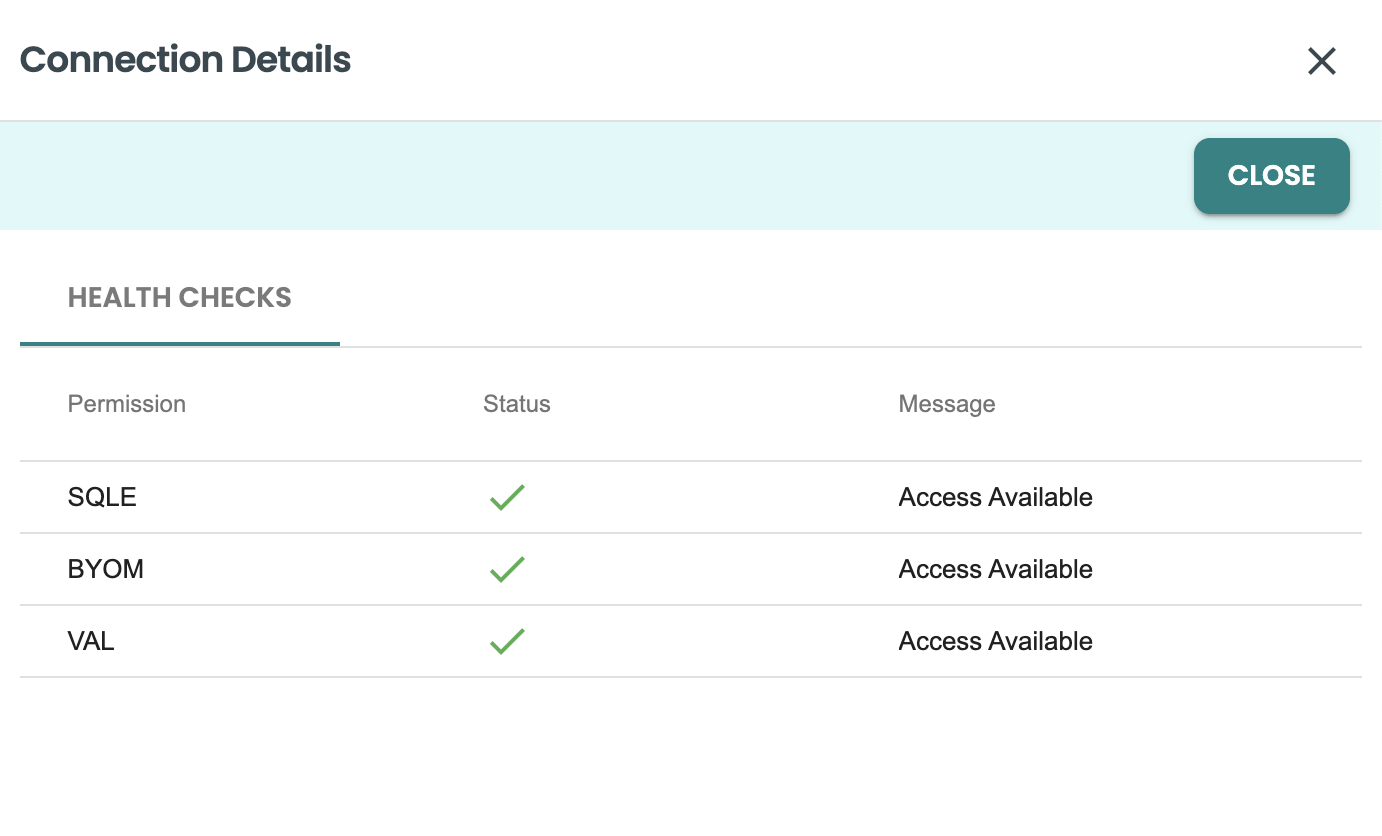 Connection Details
CLOSE
HEALTH CHECKS
Permission Status Message
SQLE Access Available
BYOM Access Available
VAL Access Available